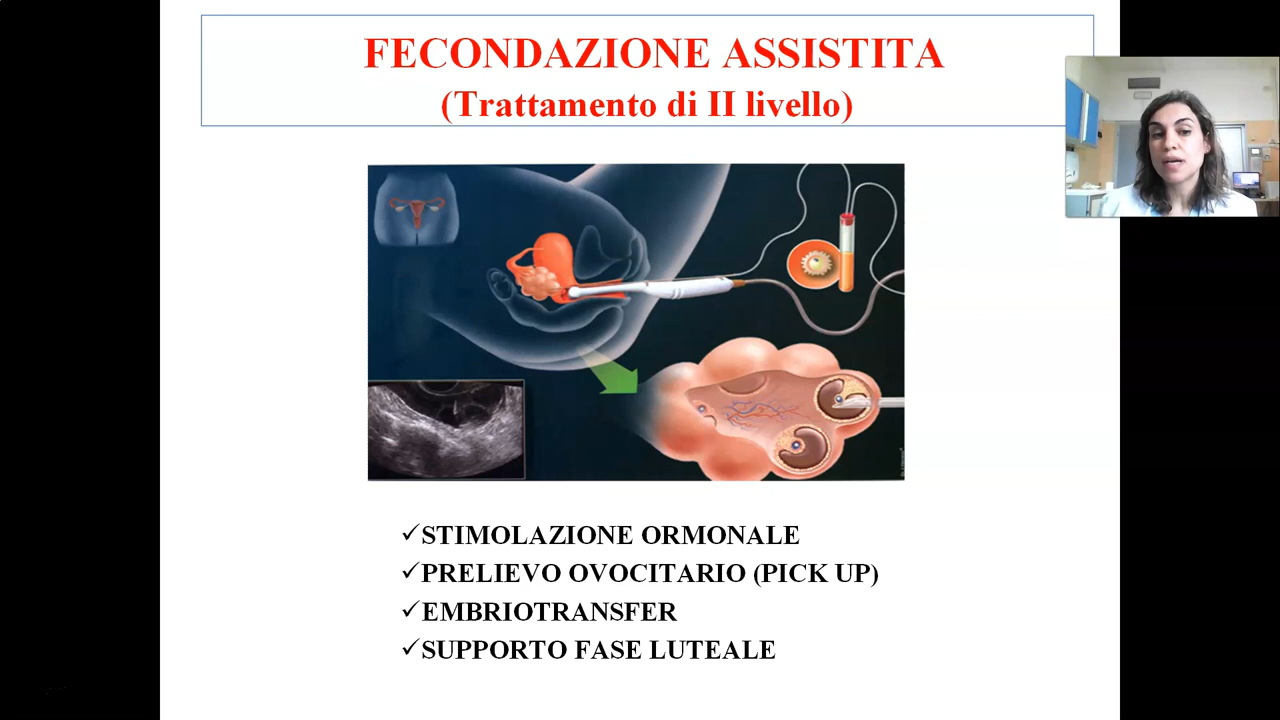 FECONDAZIONE ASSISTITA
(Trattamento di II livello)
✓STIMOLAZIONE ORMONALE
✓PRELIEVO OVOCITARIO (PICK UP)
✓EMBRIOTRANSFER
✓SUPPORTO FASE LUTEALE